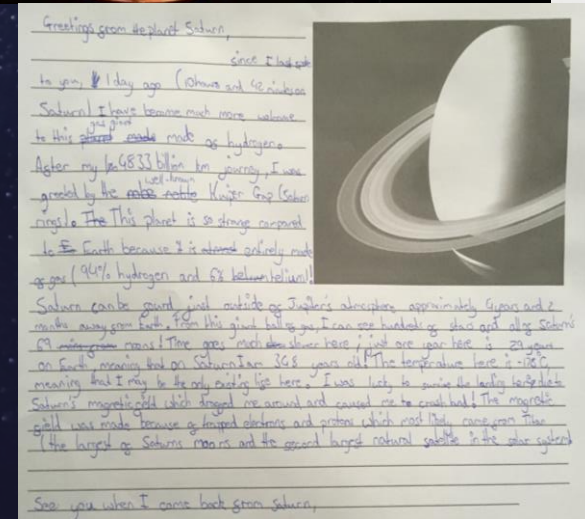 Greetings from the planet Saturn,
since I last spoke
to you, 1 day ago (10 hours and 42 minutes on
Saturn) I have become much more welcome
to this gas giant made of hydrogen.
After my 1.4833 billion km journey, I was
greeted by the well-known Kuiper Gap (Saturn
rings). This planet is so strange compared
to Earth because it is entirely made
of gas (94% hydrogen and 6% helium)!
Saturn can be found just outside of Jupiter's atmosphere approximately 4 years and 2
months away from Earth. From this giant ball of gas, I can see hundreds of stars and all of Saturn's
moons! Time goes much slower here; just one year here is 29 years
on Earth, meaning that on Saturn I am 348 years old! The temperature here is
meaning that I may be the only existing life here. I was lucky to survive the landing here due to
Saturn's magnetic field which dragged me around and caused me to crash land! The magnetic
field was made because of trapped electrons and protons which most likely came from Titan
(the largest of Saturns moons and the second largest natural satellite in the solar system)
See you when I come back from Saturn,